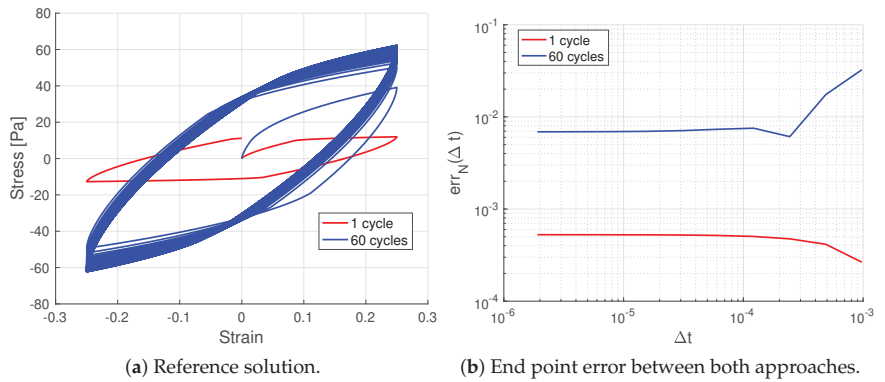 80
60
40
20
0
-20
-40
-60
-80
Stress [Pa]
-0.3
-0.2
-0.1
0
0.1
0.2
0.3
Strain
1 cycle
60 cycles
(a) Reference solution.
10-1
10-2
10-3
10-4
errN(Δ t)
10-6
10-5
10-4
10-3
Δt
1 cycle
60 cycles
(b) End point error between both approaches.